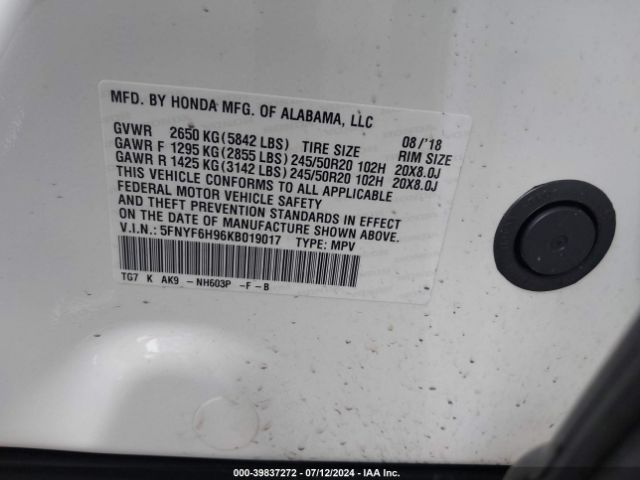 MFD. BY HONDA MFG. OF ALABAMA, LLC
GVWR 2650 KG(5842 LBS) TIRE SIZE 08/'18 RIM SIZE
GAWR F 1295 KG(2855 LBS) 245/50R20 102H 20X8.0J
GAWR R 1425 KG(3142 LBS) 245/50R20 102H 20X8.0J
THIS VEHICLE CONFORMS TO ALL APPLICABLE
FEDERAL MOTOR VEHICLE SAFETY
AND THEFT PREVENTION STANDARDS IN EFFECT
ON THE DATE OF MANUFACTURE SHOWN ABOVE.
V.I.N.: 5FNYF6H96KB019017 TYPE: MPV
TG7 K AK9 - NH603P -F-B
000-39837272 / 07/12/2024 / IAA Inc.